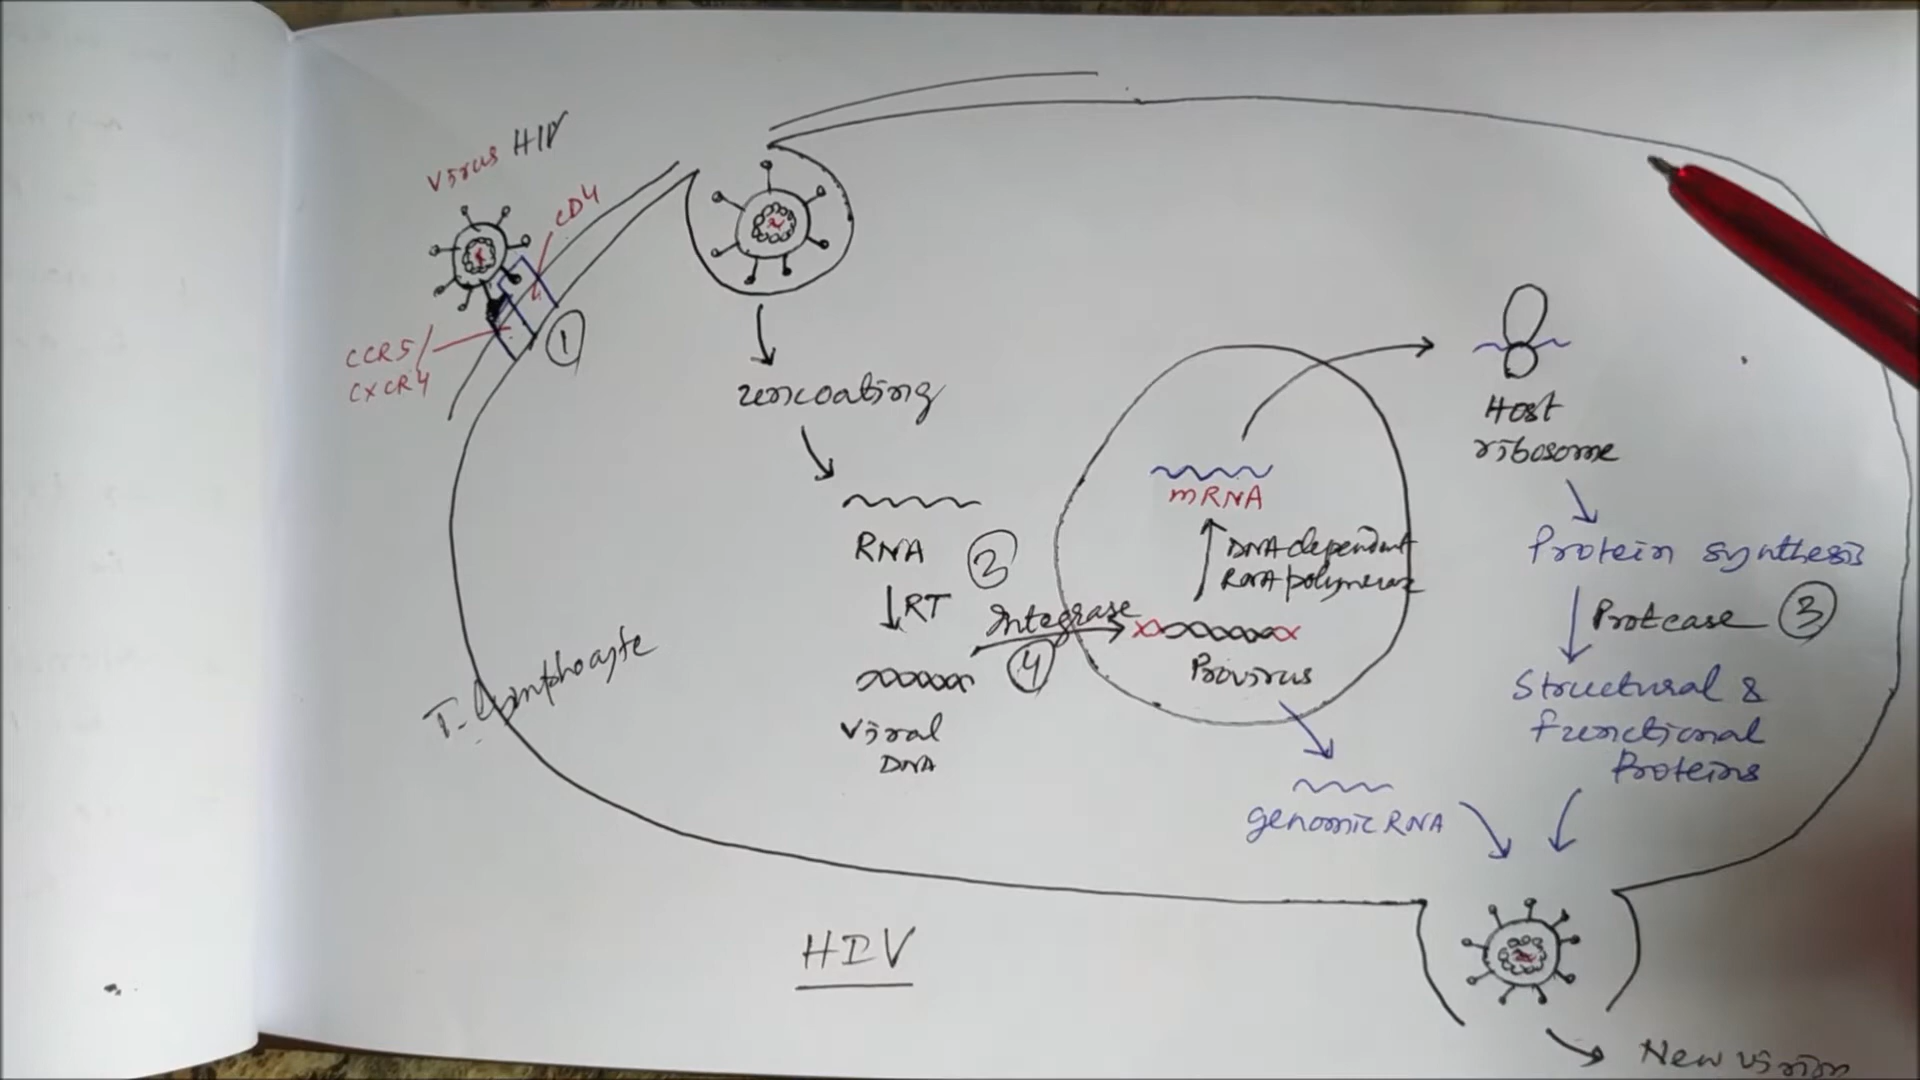 Virus HIV
CD4
CCR5/
CXCR4
1
uncoating
RNA
2
RT
Viral
DNA
Integrase
4
mRNA
DNA dependent
RNA polymerase
Provirus
genomic RNA
Host
ribosome
Protein synthesis
Protease 3
Structural &
functional
Proteins
T-Lymphocyte
HIV
New virion